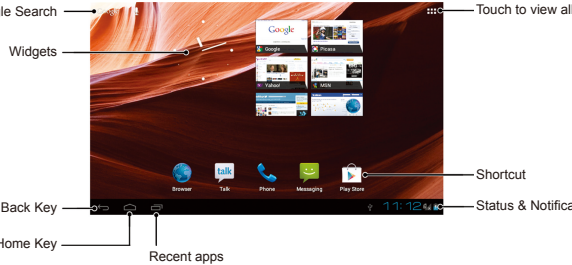 le Search
Touch to view all
Widgets
Google
Google
Picasa
Yahoo!
MSN
talk
Browser
Talk
Phone
Messaging
Play Store
Shortcut
Back Key
11:12
Status & Notifica
Home Key
Recent apps